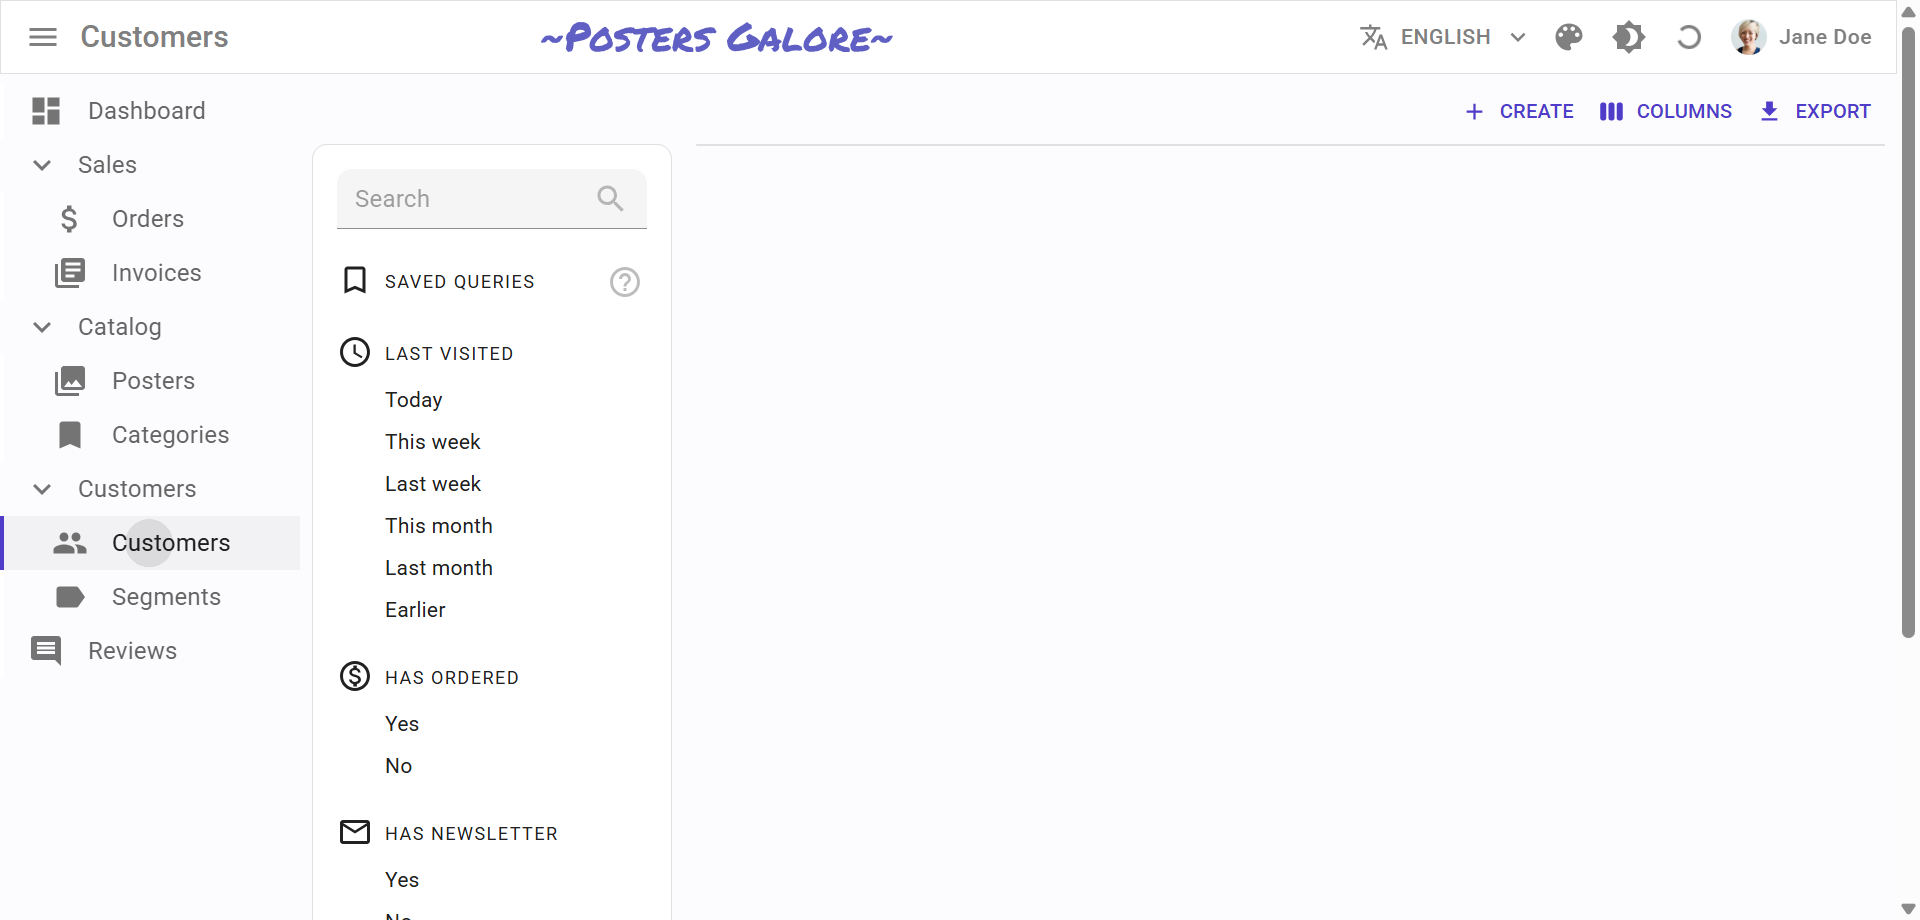 Customers
~Posters Galore~
ENGLISH
Jane Doe
Dashboard
Sales
Orders
Invoices
Catalog
Posters
Categories
Customers
Customers
Segments
Reviews
CREATE
COLUMNS
EXPORT
Search
SAVED QUERIES
LAST VISITED
Today
This week
Last week
This month
Last month
Earlier
HAS ORDERED
Yes
No
HAS NEWSLETTER
Yes
No